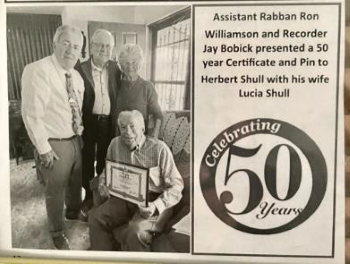 Assistant Rabban Ron
Williamson and Recorder
Jay Bobick presented a 50
year Certificate and Pin to
Herbert Shull with his wife
Lucia Shull
Celebrating
50
Years